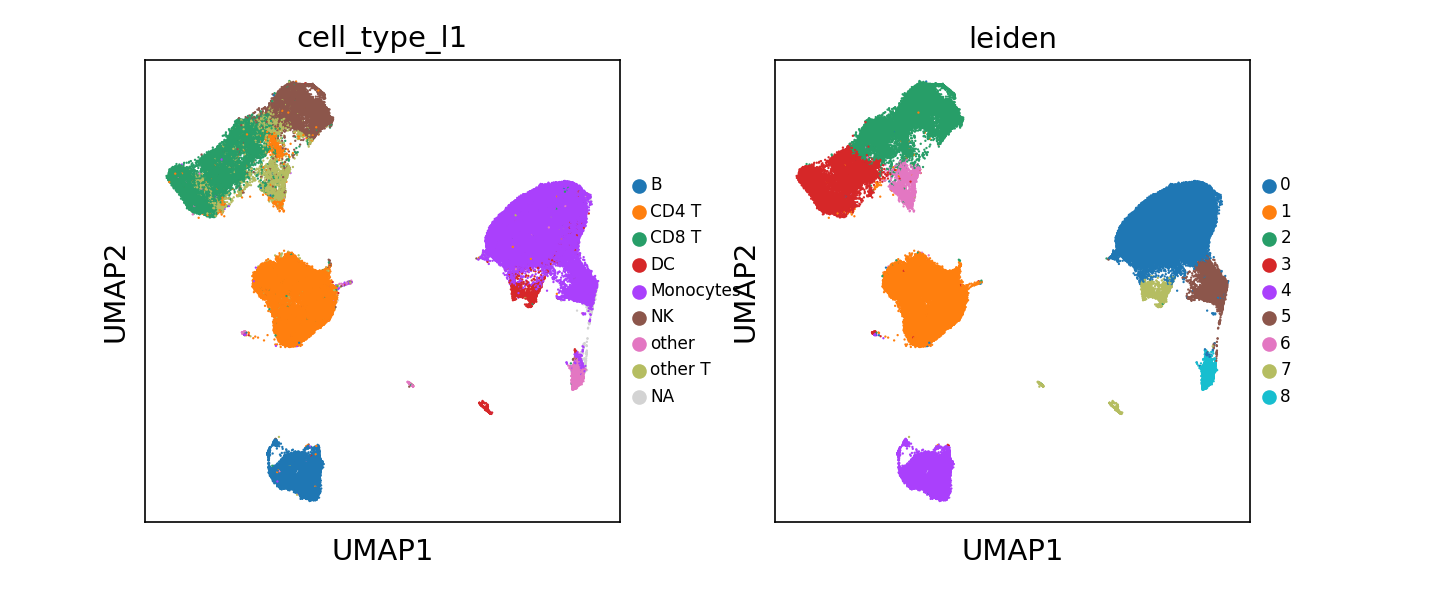 cell_type_l1
UMAP2
UMAP1
B
CD4 T
CD8 T
DC
Monocytes
NK
other
other T
NA
leiden
UMAP2
UMAP1
0
1
2
3
4
5
6
7
8